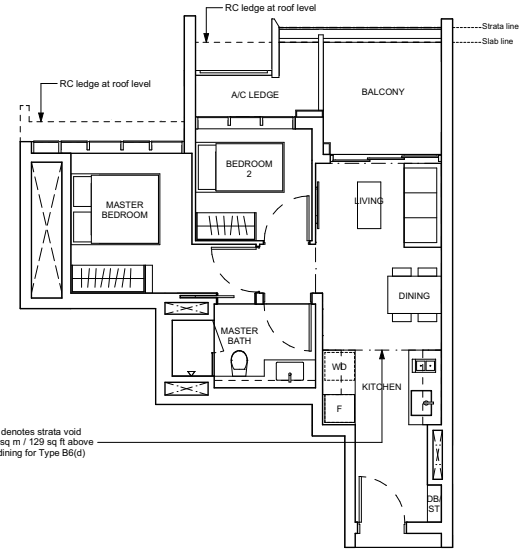 RC ledge at roof level
Strata line
Slab line
RC ledge at roof level
A/C LEDGE
BALCONY
BEDROOM
2
MASTER
BEDROOM
LIVING
DINING
MASTER
BATH
WD
KITCHEN
F
denotes strata void
sq m / 129 sq ft above
dining for Type B6(d)
DB/
ST